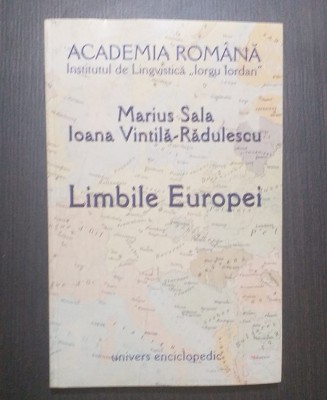 ACADEMIA ROMÂNĂ
Institutul de Lingvistică „Iorgu Iordan”
Marius Sala
Ioana Vintilă-Rădulescu
Limbile Europei
univers enciclopedic